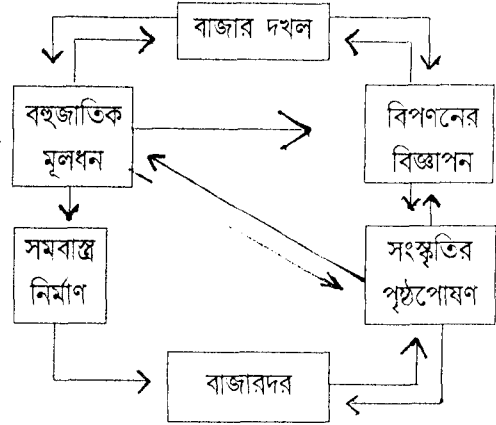 বাজার দখল
বহুজাতিক
মূলধন
বিপণনের
বিজ্ঞাপন
সমবাস্ত্র
নির্মাণ
সংস্কৃতির
পৃষ্ঠপোষণ
বাজারদর